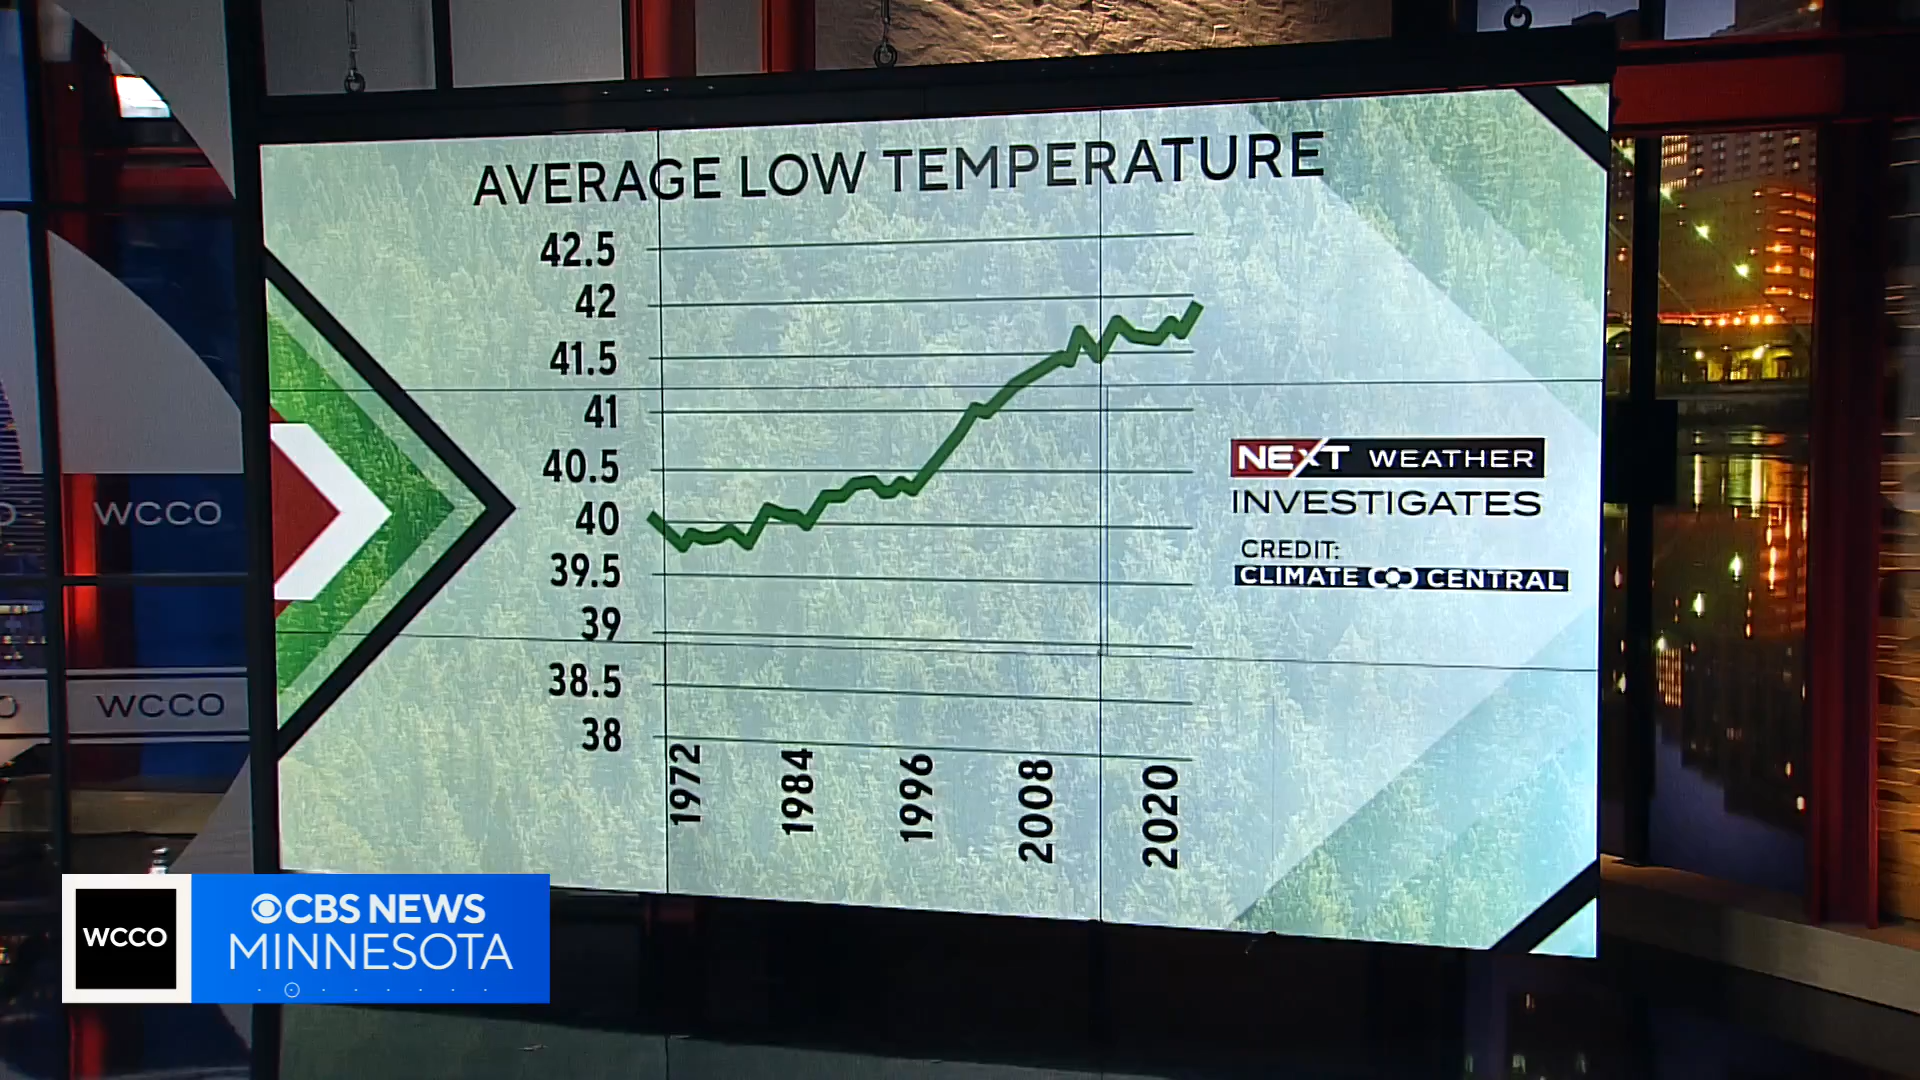 AVERAGE LOW TEMPERATURE
42.5
42
41.5
41
40.5
40
39.5
39
38.5
38
1972
1984
1996
2008
2020
NEXT WEATHER
INVESTIGATES
CREDIT:
CLIMATE CENTRAL
WCCO
WCCO
WCCO
CBS NEWS
MINNESOTA